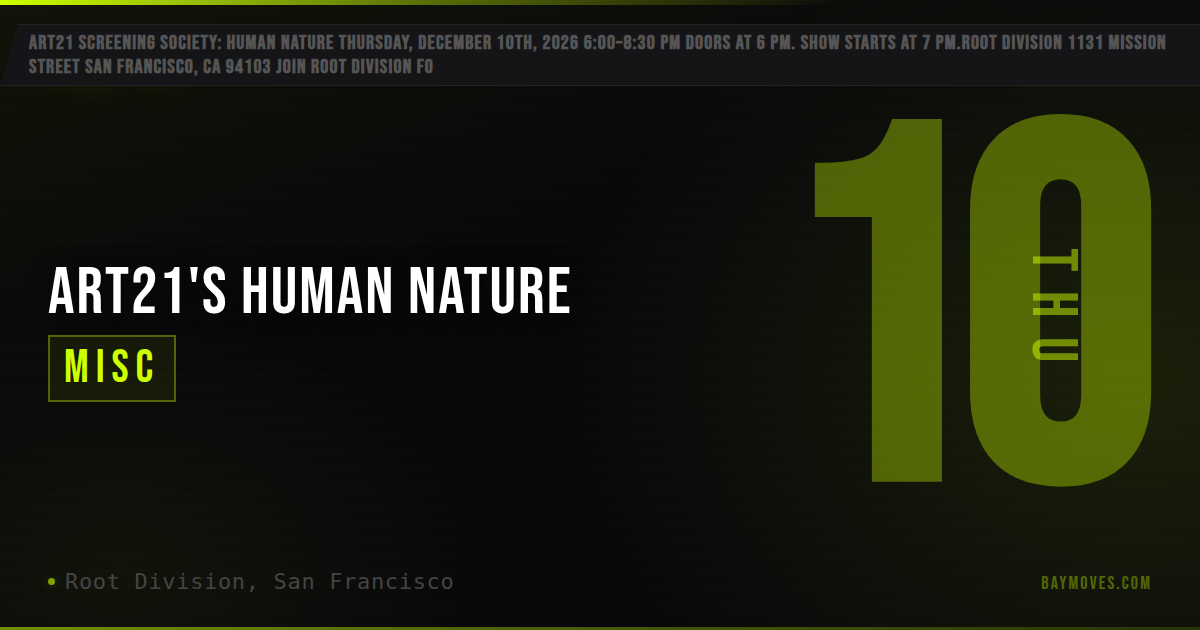 ART21 SCREENING SOCIETY: HUMAN NATURE THURSDAY, DECEMBER 10TH, 2026 6:00–8:30 PM DOORS AT 6 PM. SHOW STARTS AT 7 PM.ROOT DIVISION 1131 MISSION
STREET SAN FRANCISCO, CA 94103 JOIN ROOT DIVISION FO
10
THU
ART21'S HUMAN NATURE
MISC
Root Division, San Francisco
BAYMOVES.COM